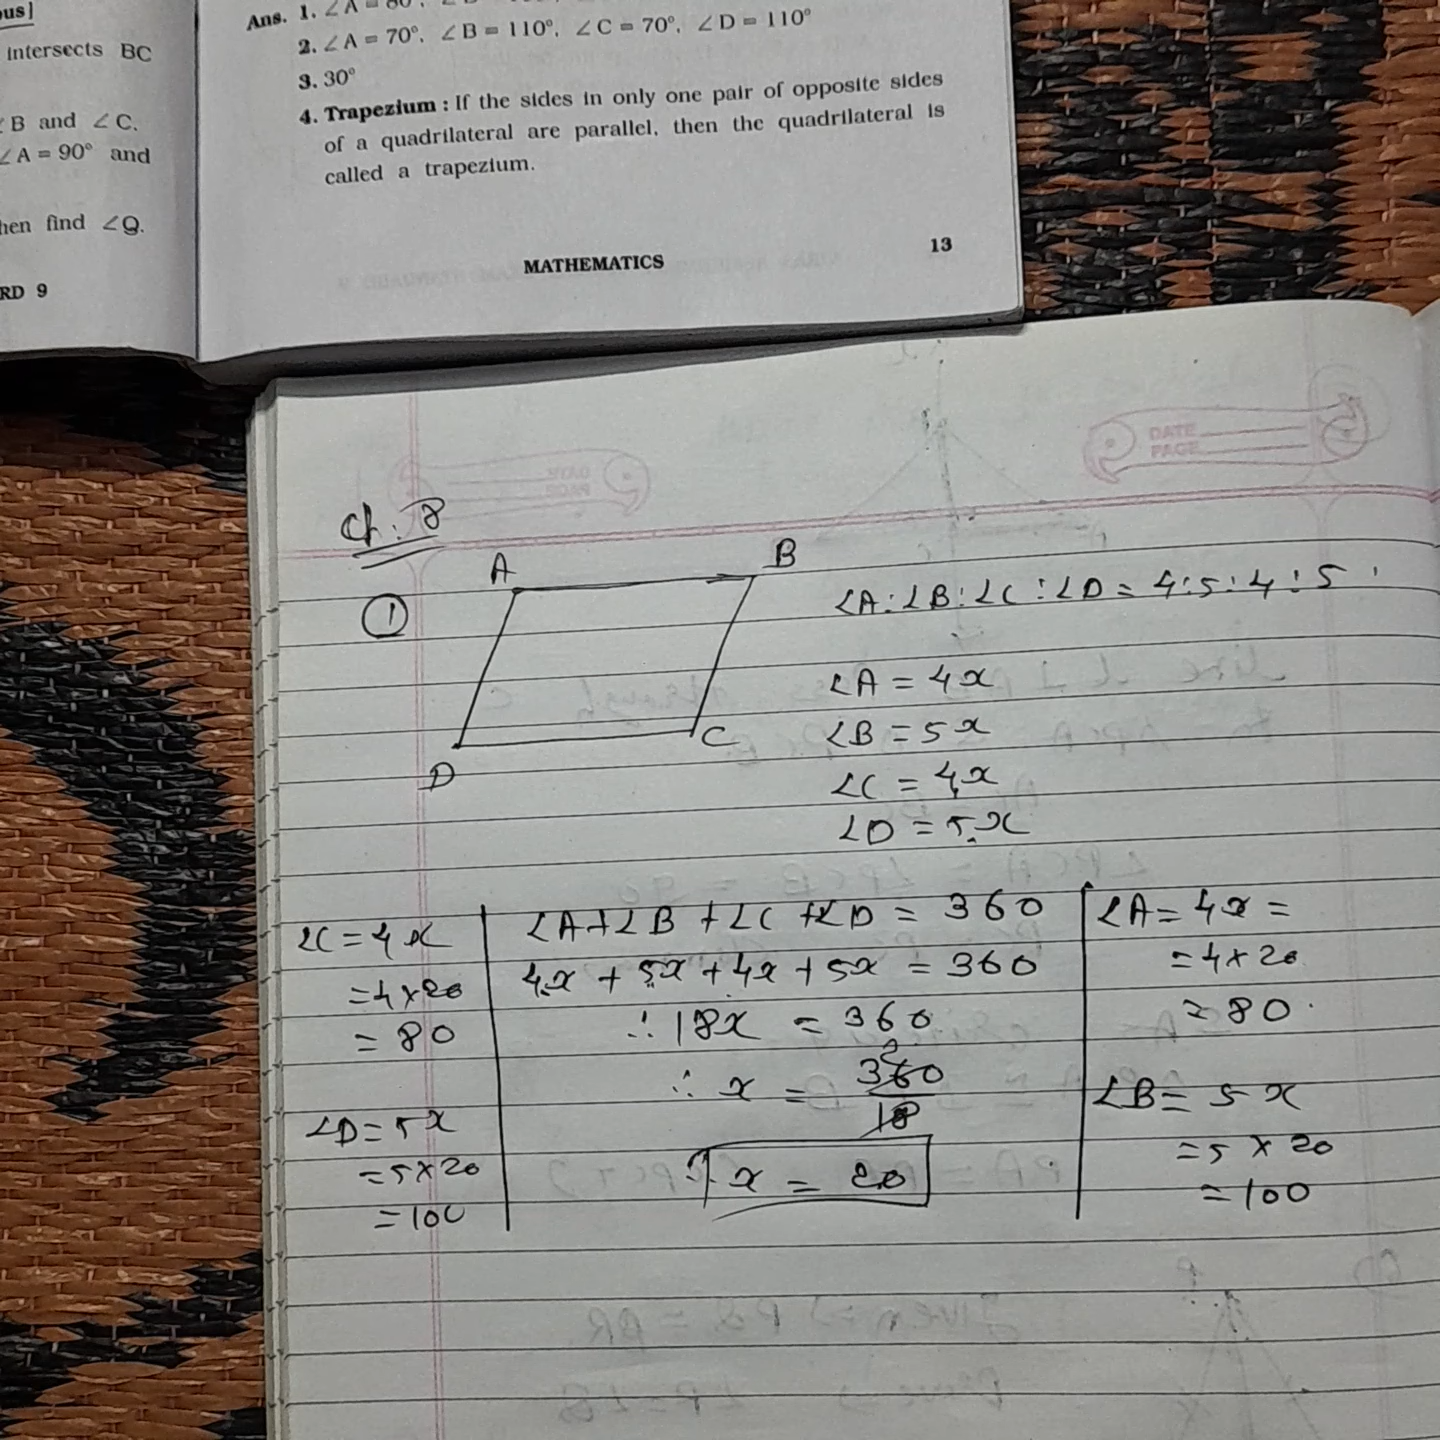 ous]
intersects BC
∠B and ∠C.
∠A = 90° and
hen find ∠Q.
RD 9
Ans. 1. ∠A = 80°,
2. ∠A = 70°, ∠B = 110°, ∠C = 70°, ∠D = 110°
3. 30°
4. Trapezium : If the sides in only one pair of opposite sides
of a quadrilateral are parallel, then the quadrilateral is
called a trapezium.
MATHEMATICS
13
DATE
PAGE
Ch. 8
①
A
B
C
D
∠A : ∠B : ∠C : ∠D = 4 : 5 : 4 : 5
∠A = 4x
∠B = 5x
∠C = 4x
∠D = 5x
∠A + ∠B + ∠C + ∠D = 360
4x + 5x + 4x + 5x = 360
∴ 18x = 360
∴ x = 360/18
2
∴ x = 20
∠A = 4x =
= 4 × 20
= 80
∠B = 5x
= 5 × 20
= 100
∠C = 4x
= 4 × 20
= 80
∠D = 5x
= 5 × 20
= 100